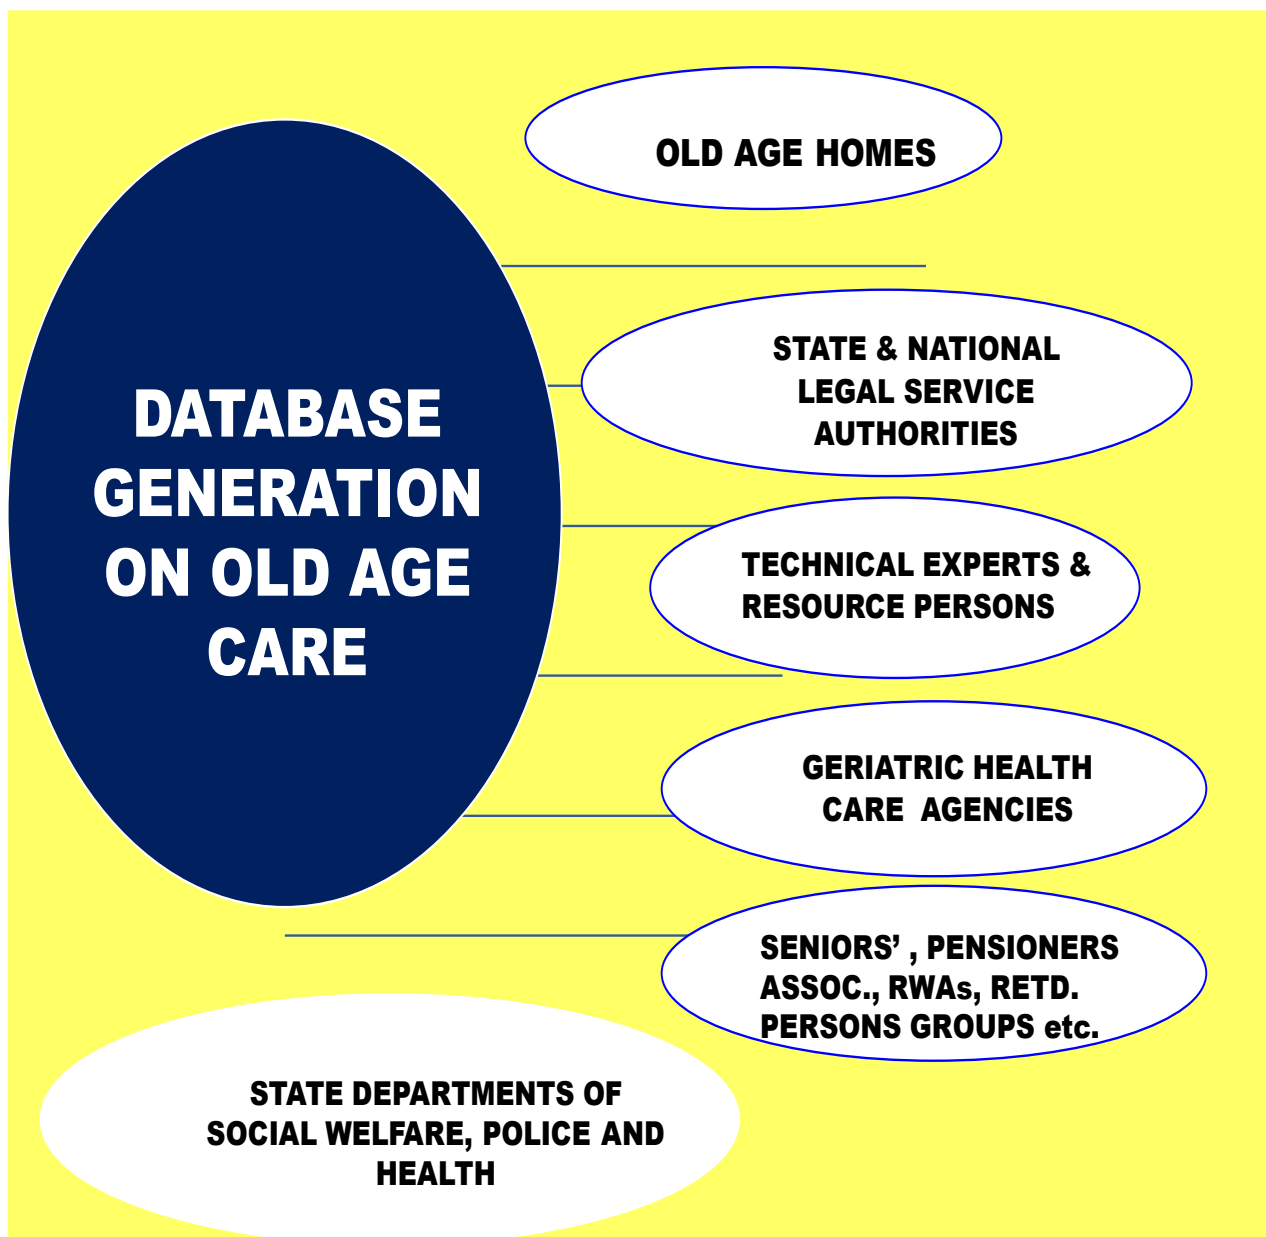 OLD AGE HOMES
DATABASE
GENERATION
ON OLD AGE
CARE
STATE & NATIONAL
LEGAL SERVICE
AUTHORITIES
TECHNICAL EXPERTS &
RESOURCE PERSONS
GERIATRIC HEALTH
CARE AGENCIES
SENIORS’ , PENSIONERS
ASSOC., RWAs, RETD.
PERSONS GROUPS etc.
STATE DEPARTMENTS OF
SOCIAL WELFARE, POLICE AND
HEALTH